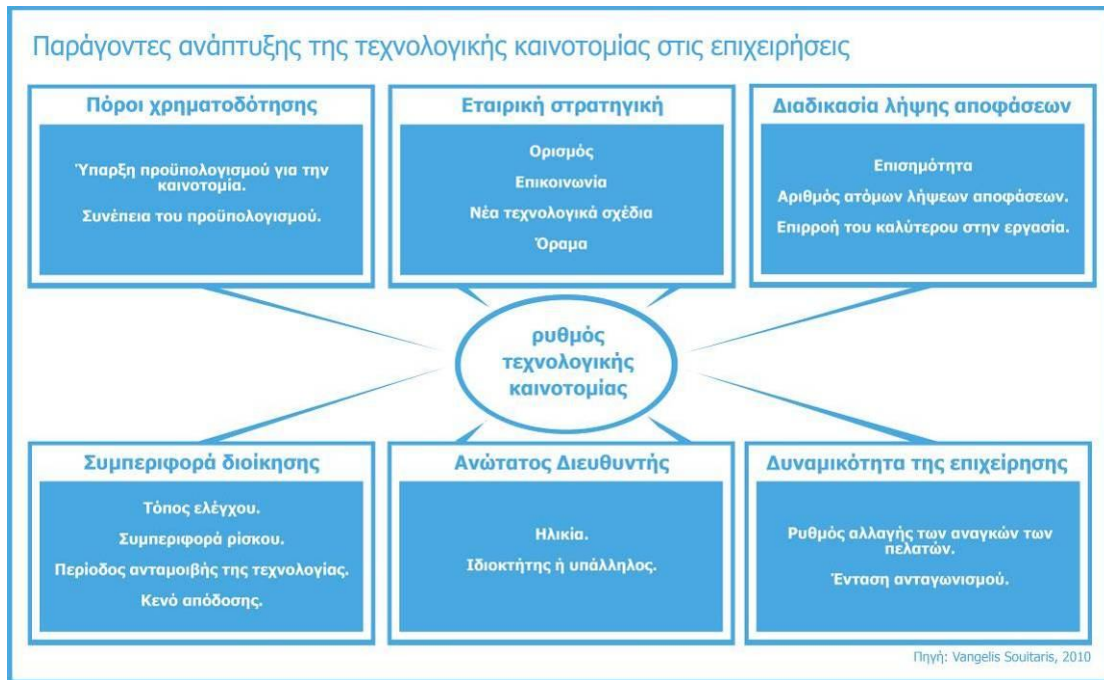 Παράγοντες ανάπτυξης της τεχνολογικής καινοτομίας στις επιχειρήσεις
Πόροι χρηματοδότησης
Ύπαρξη προϋπολογισμού για την
καινοτομία.
Συνέπεια του προϋπολογισμού.
Εταιρική στρατηγική
Ορισμός
Επικοινωνία
Νέα τεχνολογικά σχέδια
Όραμα
Διαδικασία λήψης αποφάσεων
Επισημότητα
Αριθμός ατόμων λήψεων αποφάσεων.
Επιρροή του καλύτερου στην εργασία.
ρυθμός
τεχνολογικής
καινοτομίας
Συμπεριφορά διοίκησης
Τόπος ελέγχου.
Συμπεριφορά ρίσκου.
Περίοδος ανταμοιβής της τεχνολογίας.
Κενό απόδοσης.
Ανώτατος Διευθυντής
Ηλικία.
Ιδιοκτήτης ή υπάλληλος.
Δυναμικότητα της επιχείρησης
Ρυθμός αλλαγής των αναγκών των
πελατών.
Ένταση ανταγωνισμού.
Πηγή: Vangelis Souitaris, 2010